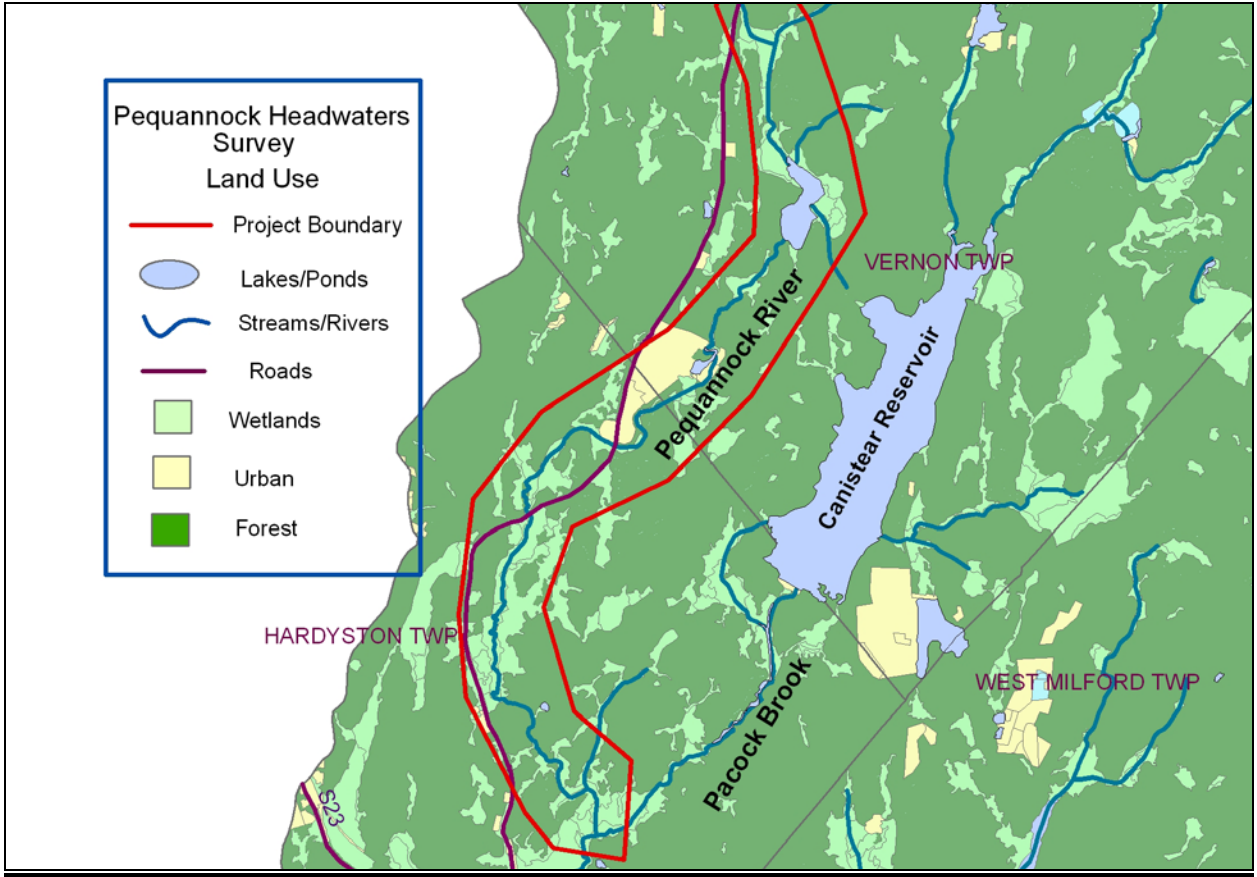 Pequannock Headwaters
Survey
Land Use
Project Boundary
Lakes/Ponds
Streams/Rivers
Roads
Wetlands
Urban
Forest
VERNON TWP
Pequannock River
Canistear Reservoir
HARDYSTON TWP
WEST MILFORD TWP
Pacock Brook
S23